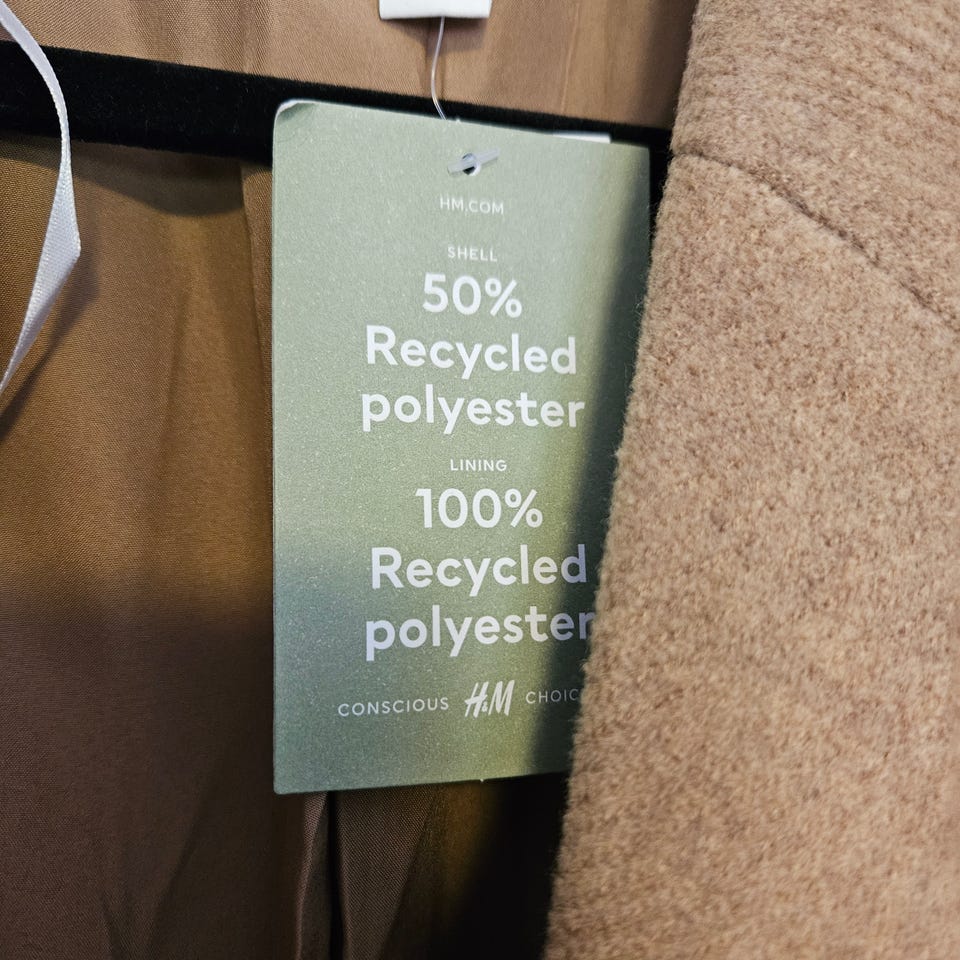 HM.COM
SHELL
50%
Recycled
polyester
LINING
100%
Recycled
polyester
CONSCIOUS H&M CHOIC